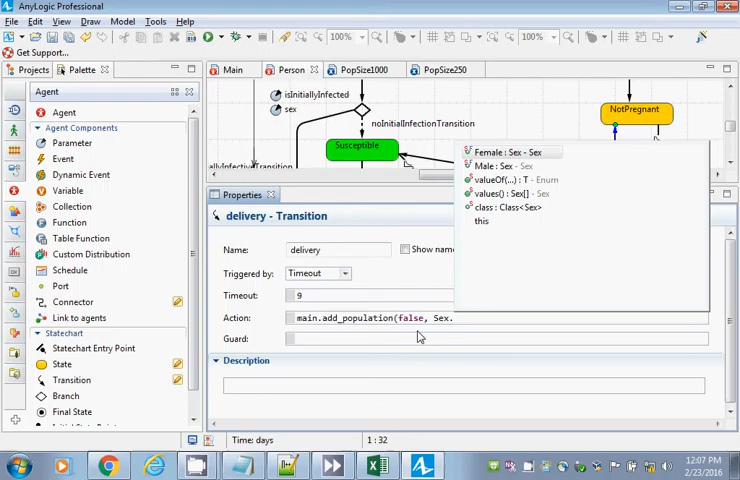 AnyLogic Professional
File Edit View Draw Model Tools Help
100%
100%
Get Support...
Projects
Palette
Main
Person
PopSize1000
PopSize250
Agent
Agent
Agent Components
Parameter
Event
Dynamic Event
Variable
Collection
Function
Table Function
Custom Distribution
Schedule
Port
Connector
Link to agents
Statechart
Statechart Entry Point
State
Transition
Branch
Final State
isInitiallyInfected
sex
noInitialInfectionTransition
Susceptible
allyInfectiveTransition
NotPregnant
Female : Sex - Sex
Male : Sex - Sex
valueOf(...) : T - Enum
values() : Sex[] - Sex
class : Class<Sex>
this
Properties
delivery - Transition
Name:
delivery
Show name
Triggered by:
Timeout
Timeout:
9
Action:
main.add_population(false, Sex.
Guard:
Description
Time: days
1 : 32
12:07 PM
2/23/2016